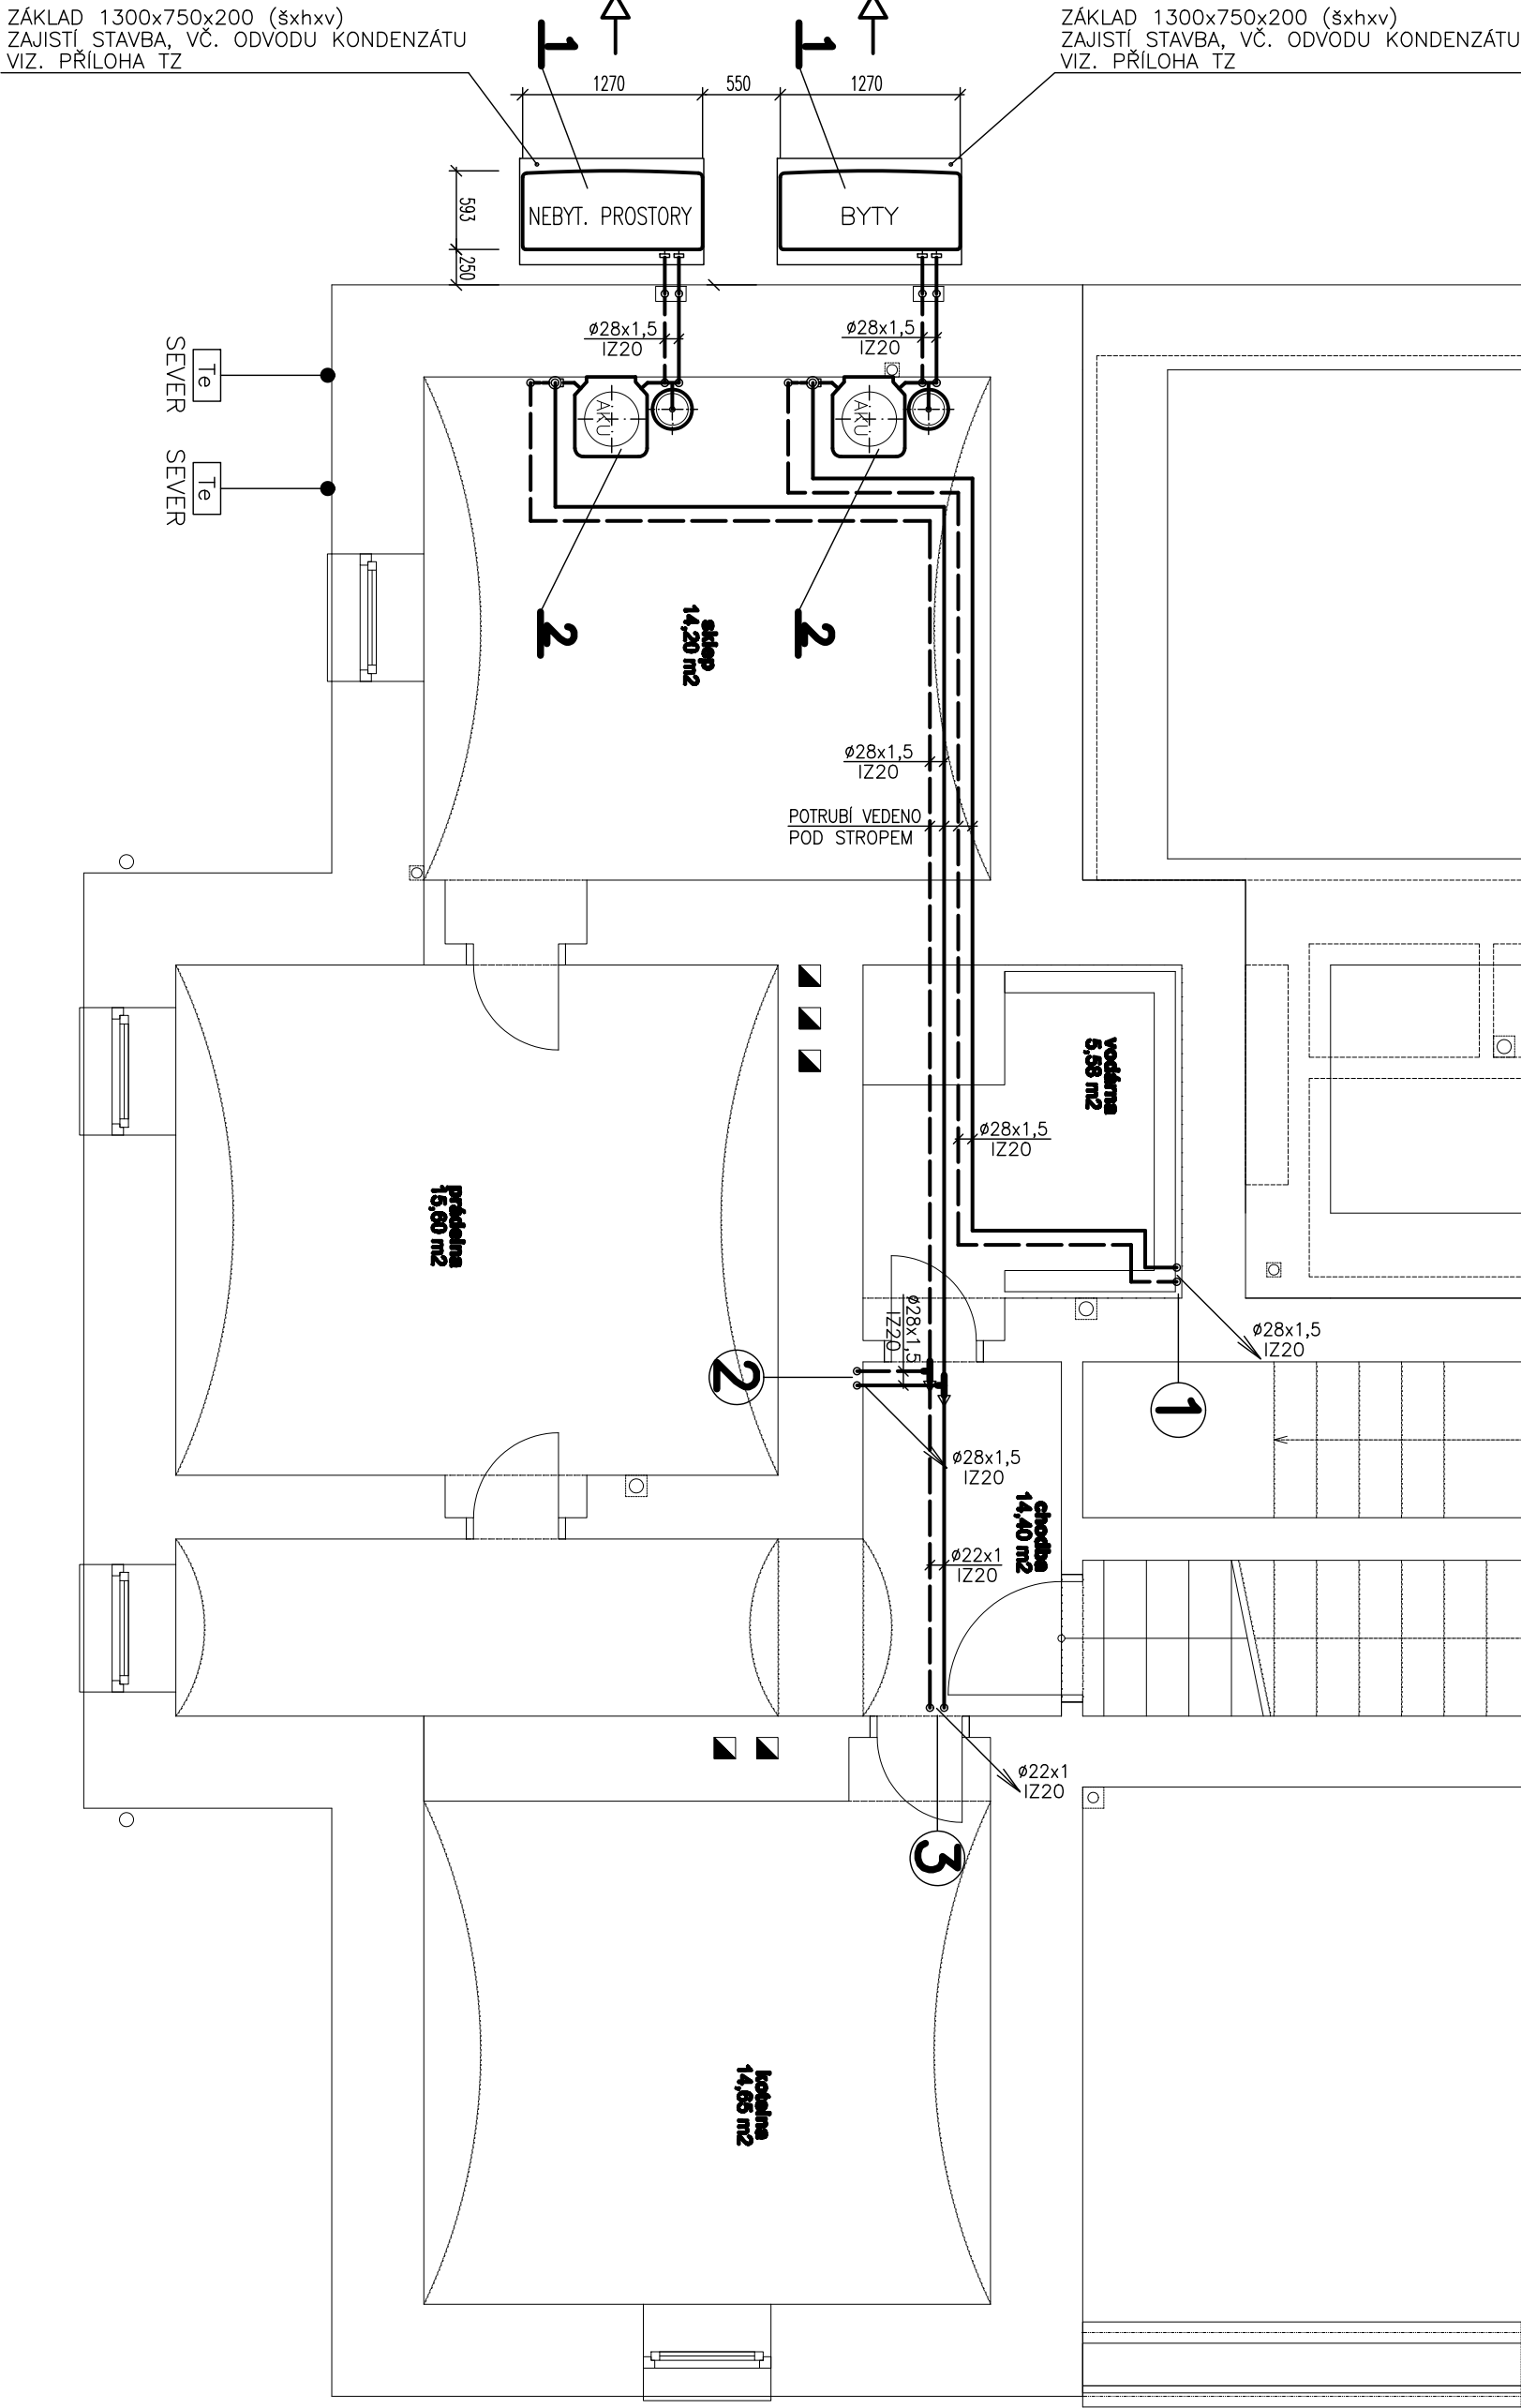 ZÁKLAD 1300x750x200 (šxhxv)
ZAJISTÍ STAVBA, VČ. ODVODU KONDENZÁTU
VIZ. PŘÍLOHA TZ
ZÁKLAD 1300x750x200 (šxhxv)
ZAJISTÍ STAVBA, VČ. ODVODU KONDENZÁTU
VIZ. PŘÍLOHA TZ
1
1
1270
550
1270
593
250
NEBYT. PROSTORY
BYTY
ø28x1,5
IZ20
ø28x1,5
IZ20
Te
SEVER
Te
SEVER
AKU
AKU
2
2
sklep
14,20 m2
ø28x1,5
IZ20
POTRUBÍ VEDENO
POD STROPEM
vodárna
5,58 m2
ø28x1,5
IZ20
prádelna
15,60 m2
ø28x1,5
IZ20
ø28x1,5
IZ20
2
1
ø28x1,5
IZ20
chodba
14,40 m2
ø22x1
IZ20
ø22x1
IZ20
3
kotelna
14,65 m2